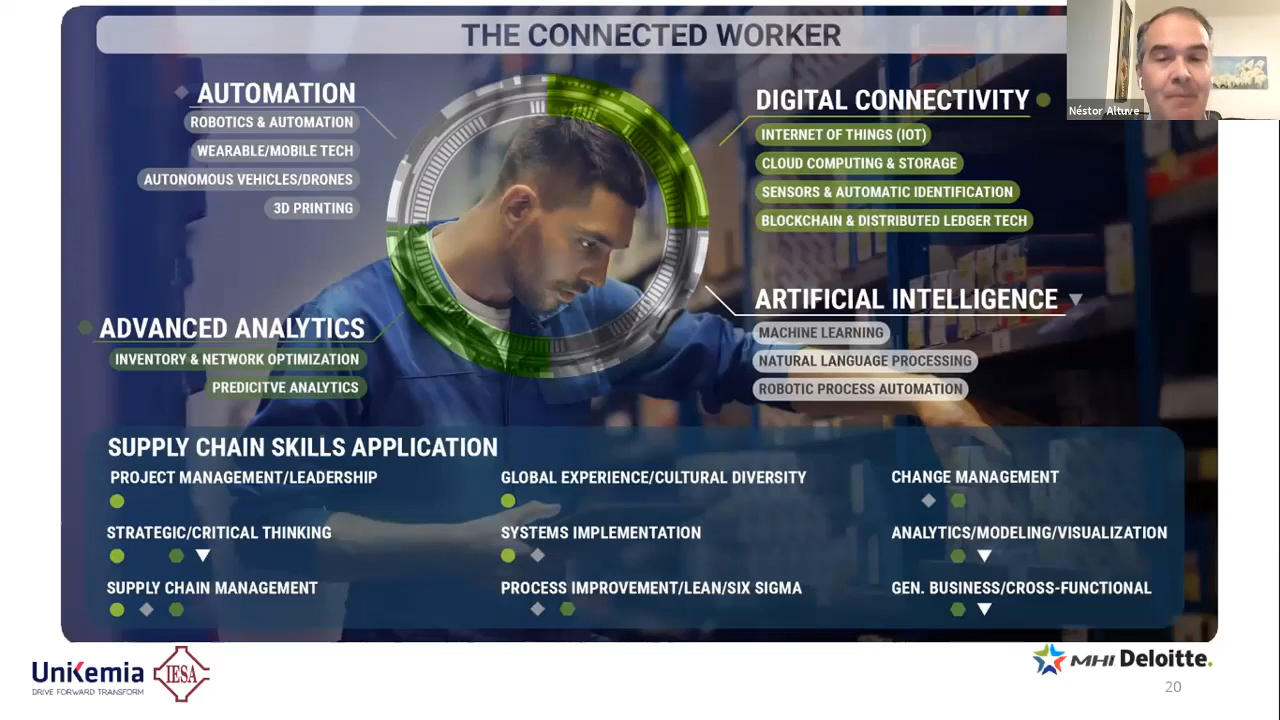 THE CONNECTED WORKER
Néstor Altuve
AUTOMATION
ROBOTICS & AUTOMATION
WEARABLE/MOBILE TECH
AUTONOMOUS VEHICLES/DRONES
3D PRINTING
DIGITAL CONNECTIVITY
INTERNET OF THINGS (IOT)
CLOUD COMPUTING & STORAGE
SENSORS & AUTOMATIC IDENTIFICATION
BLOCKCHAIN & DISTRIBUTED LEDGER TECH
ADVANCED ANALYTICS
INVENTORY & NETWORK OPTIMIZATION
PREDICITVE ANALYTICS
ARTIFICIAL INTELLIGENCE
MACHINE LEARNING
NATURAL LANGUAGE PROCESSING
ROBOTIC PROCESS AUTOMATION
SUPPLY CHAIN SKILLS APPLICATION
PROJECT MANAGEMENT/LEADERSHIP
GLOBAL EXPERIENCE/CULTURAL DIVERSITY
CHANGE MANAGEMENT
STRATEGIC/CRITICAL THINKING
SYSTEMS IMPLEMENTATION
ANALYTICS/MODELING/VISUALIZATION
SUPPLY CHAIN MANAGEMENT
PROCESS IMPROVEMENT/LEAN/SIX SIGMA
GEN. BUSINESS/CROSS-FUNCTIONAL
UniKemia
DRIVE FORWARD TRANSFORM
IESA
MHI Deloitte.
20